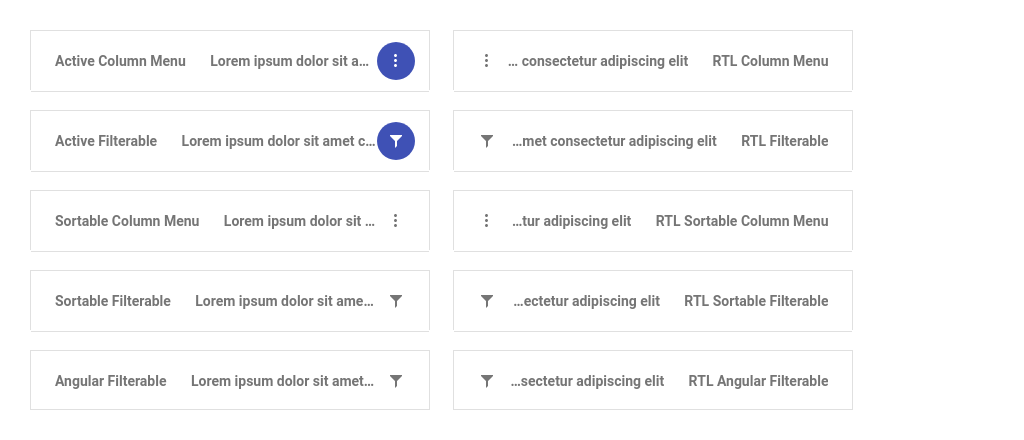 Active Column Menu Lorem ipsum dolor sit a…
… consectetur adipiscing elit RTL Column Menu
Active Filterable Lorem ipsum dolor sit amet c…
…met consectetur adipiscing elit RTL Filterable
Sortable Column Menu Lorem ipsum dolor sit …
…tur adipiscing elit RTL Sortable Column Menu
Sortable Filterable Lorem ipsum dolor sit ame…
…ectetur adipiscing elit RTL Sortable Filterable
Angular Filterable Lorem ipsum dolor sit amet…
…sectetur adipiscing elit RTL Angular Filterable